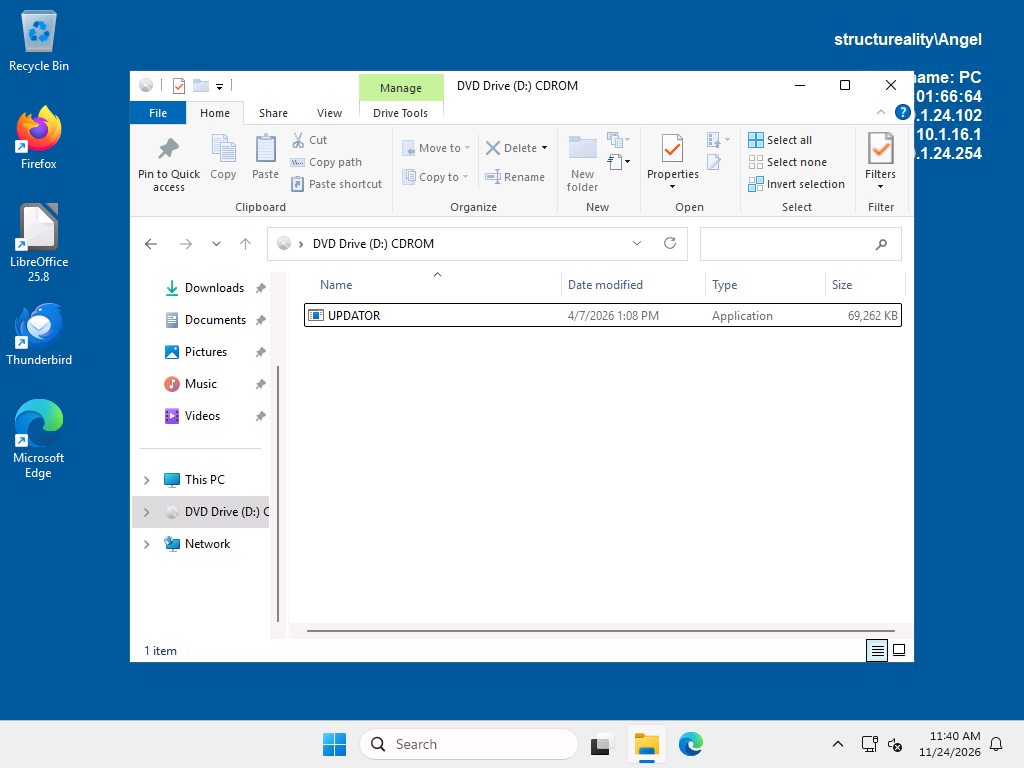 Recycle Bin
Firefox
LibreOffice
25.8
Thunderbird
Microsoft
Edge
structureality\Angel
name: PC
:01:66:64
.1.24.102
10.1.16.1
.1.24.254
Manage
DVD Drive (D:) CDROM
File
Home
Share
View
Drive Tools
?
Pin to Quick
access
Copy
Paste
Cut
Copy path
Paste shortcut
Clipboard
Move to
Copy to
Delete
Rename
Organize
New
folder
New
Properties
Open
Select all
Select none
Invert selection
Select
Filters
Filter
DVD Drive (D:) CDROM
Downloads
Documents
Pictures
Music
Videos
This PC
DVD Drive (D:) C
Network
Name
Date modified
Type
Size
UPDATOR
4/7/2026 1:08 PM
Application
69,262 KB
1 item
Search
11:40 AM
11/24/2026